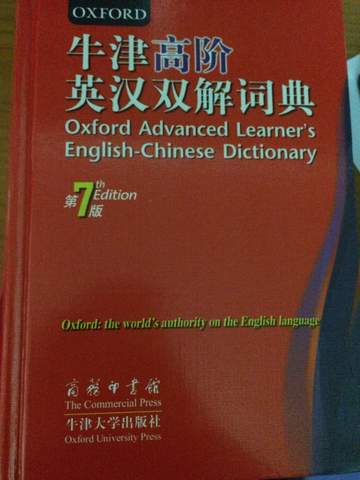 OXFORD
牛津高阶
英汉双解词典
Oxford Advanced Learner's
English-Chinese Dictionary
第7版
th Edition
Oxford: the world's authority on the English language
商务印书馆
The Commercial Press
牛津大学出版社
Oxford University Press